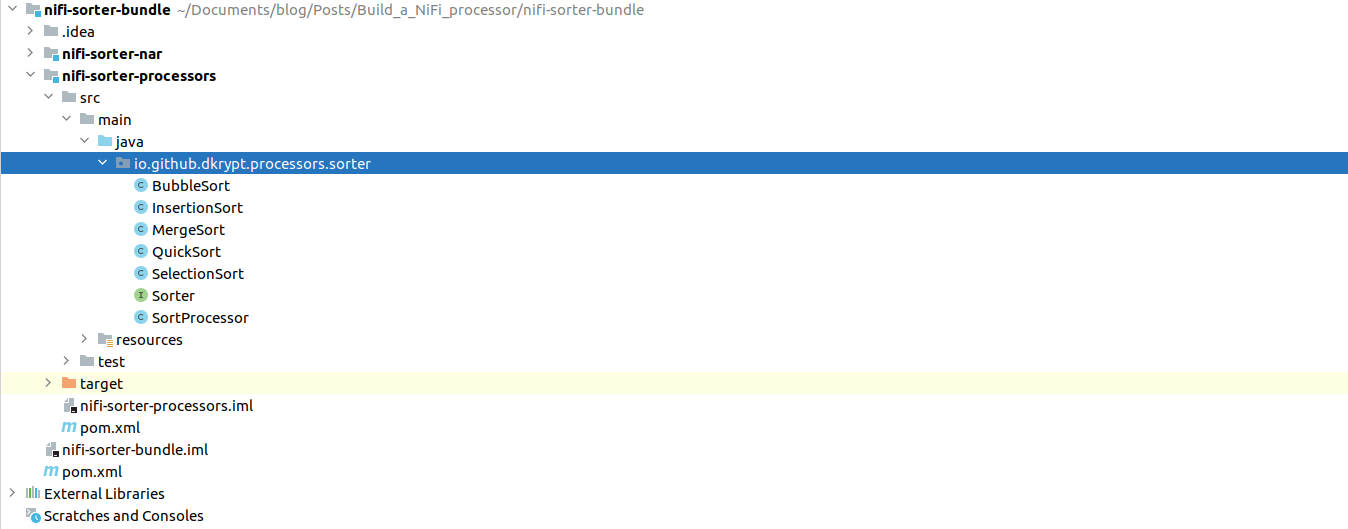 nifi-sorter-bundle ~/Documents/blog/Posts/Build_a_NiFi_processor/nifi-sorter-bundle
.idea
nifi-sorter-nar
nifi-sorter-processors
src
main
java
io.github.dkrypt.processors.sorter
C BubbleSort
C InsertionSort
C MergeSort
C QuickSort
C SelectionSort
I Sorter
C SortProcessor
resources
test
target
nifi-sorter-processors.iml
m pom.xml
nifi-sorter-bundle.iml
m pom.xml
External Libraries
Scratches and Consoles